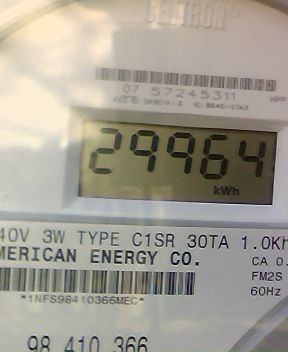 CELTRON®
07 57245311
29964
kWh
40V 3W TYPE C1SR 30TA 1.0Kh
MERICAN ENERGY CO.
CA 0.
FM2S
60Hz
*1NFS98410366MEC*
98 410 366